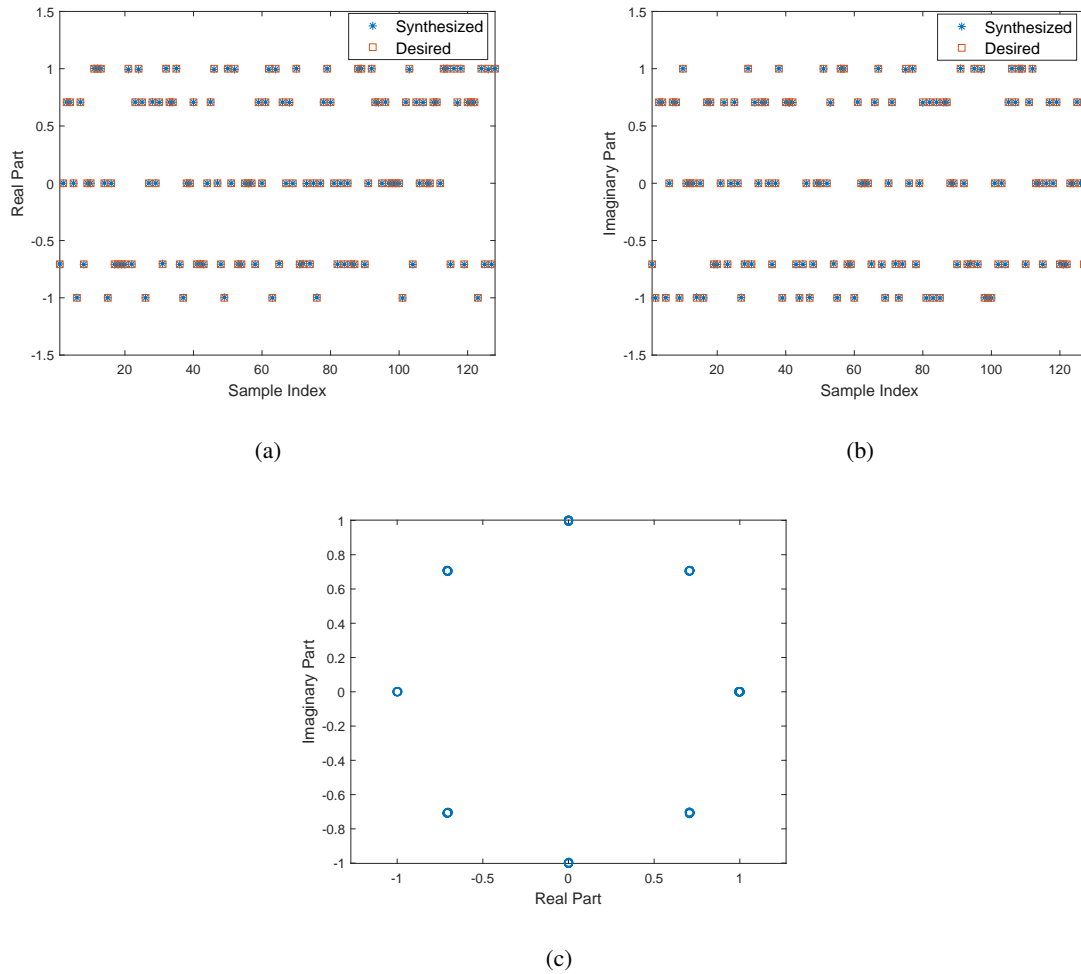 1.5
1
0.5
0
-0.5
-1
-1.5
Real Part
20 40 60 80 100 120
Sample Index
Synthesized
Desired
(a)
1.5
1
0.5
0
-0.5
-1
-1.5
Imaginary Part
20 40 60 80 100 120
Sample Index
Synthesized
Desired
(b)
1
0.8
0.6
0.4
0.2
0
-0.2
-0.4
-0.6
-0.8
-1
Imaginary Part
-1 -0.5 0 0.5 1
Real Part
(c)